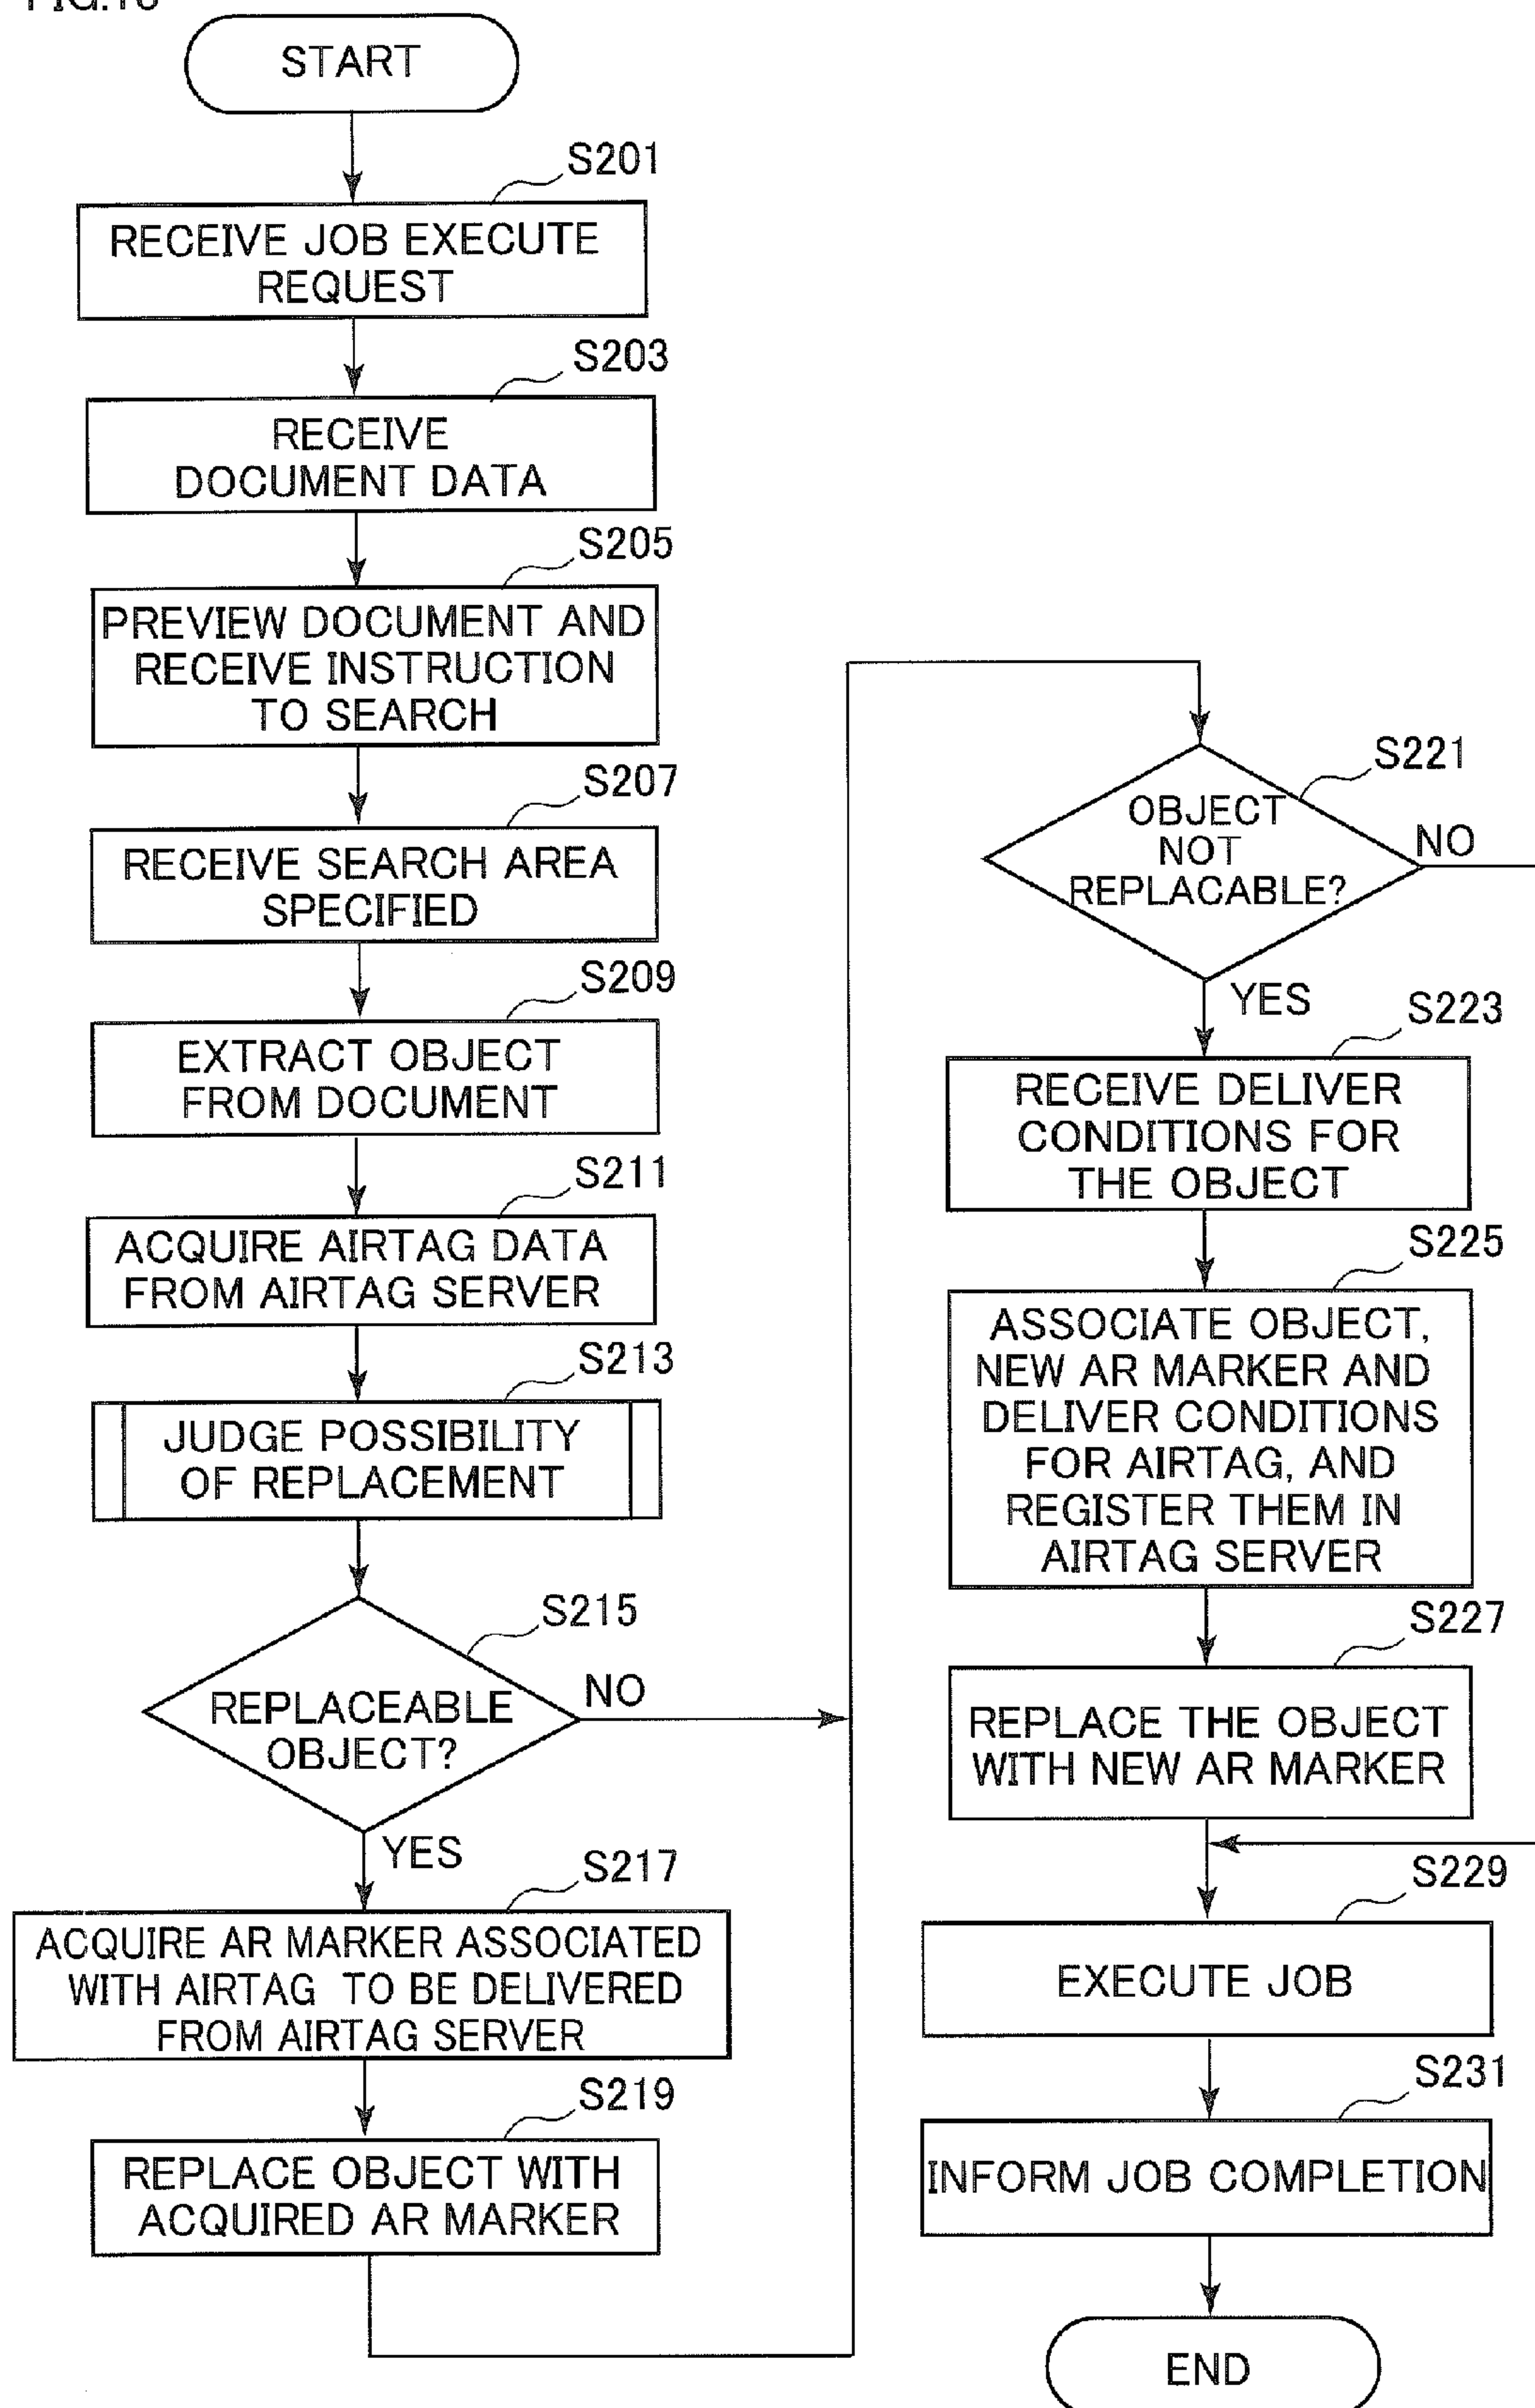 START
S201
RECEIVE JOB EXECUTE
REQUEST
S203
RECEIVE
DOCUMENT DATA
S205
PREVIEW DOCUMENT AND
RECEIVE INSTRUCTION
TO SEARCH
S207
RECEIVE SEARCH AREA
SPECIFIED
S209
EXTRACT OBJECT
FROM DOCUMENT
S211
ACQUIRE AIRTAG DATA
FROM AIRTAG SERVER
S213
JUDGE POSSIBILITY
OF REPLACEMENT
S215
REPLACEABLE
OBJECT?
NO
YES
S217
ACQUIRE AR MARKER ASSOCIATED
WITH AIRTAG TO BE DELIVERED
FROM AIRTAG SERVER
S219
REPLACE OBJECT WITH
ACQUIRED AR MARKER
S221
OBJECT
NOT
REPLACABLE?
NO
YES
S223
RECEIVE DELIVER
CONDITIONS FOR
THE OBJECT
S225
ASSOCIATE OBJECT,
NEW AR MARKER AND
DELIVER CONDITIONS
FOR AIRTAG, AND
REGISTER THEM IN
AIRTAG SERVER
S227
REPLACE THE OBJECT
WITH NEW AR MARKER
S229
EXECUTE JOB
S231
INFORM JOB COMPLETION
END